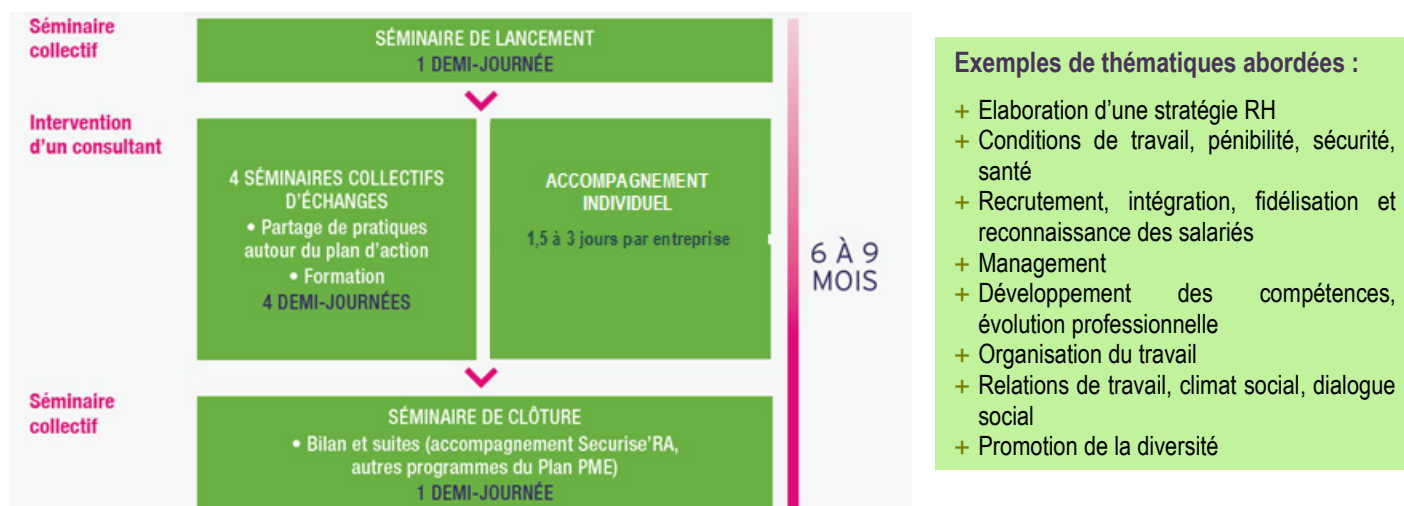 Séminaire
collectif
SÉMINAIRE DE LANCEMENT
1 DEMI-JOURNÉE
Intervention
d'un consultant
4 SÉMINAIRES COLLECTIFS
D'ÉCHANGES
• Partage de pratiques
autour du plan d'action
• Formation
4 DEMI-JOURNÉES
ACCOMPAGNEMENT
INDIVIDUEL
1,5 à 3 jours par entreprise
6 À 9
MOIS
Séminaire
collectif
SÉMINAIRE DE CLÔTURE
• Bilan et suites (accompagnement Securise'RA,
autres programmes du Plan PME)
1 DEMI-JOURNÉE
Exemples de thématiques abordées :
+ Elaboration d'une stratégie RH
+ Conditions de travail, pénibilité, sécurité,
santé
+ Recrutement, intégration, fidélisation et
reconnaissance des salariés
+ Management
+ Développement des compétences,
évolution professionnelle
+ Organisation du travail
+ Relations de travail, climat social, dialogue
social
+ Promotion de la diversité